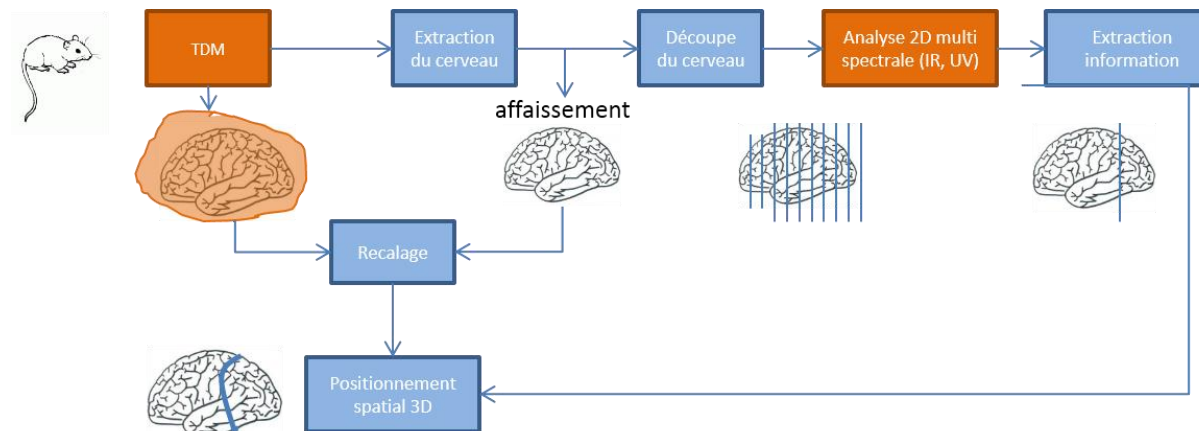 TDM
Extraction
du cerveau
Découpe
du cerveau
Analyse 2D multi
spectrale (IR, UV)
Extraction
information
affaissement
Recalage
Positionnement
spatial 3D